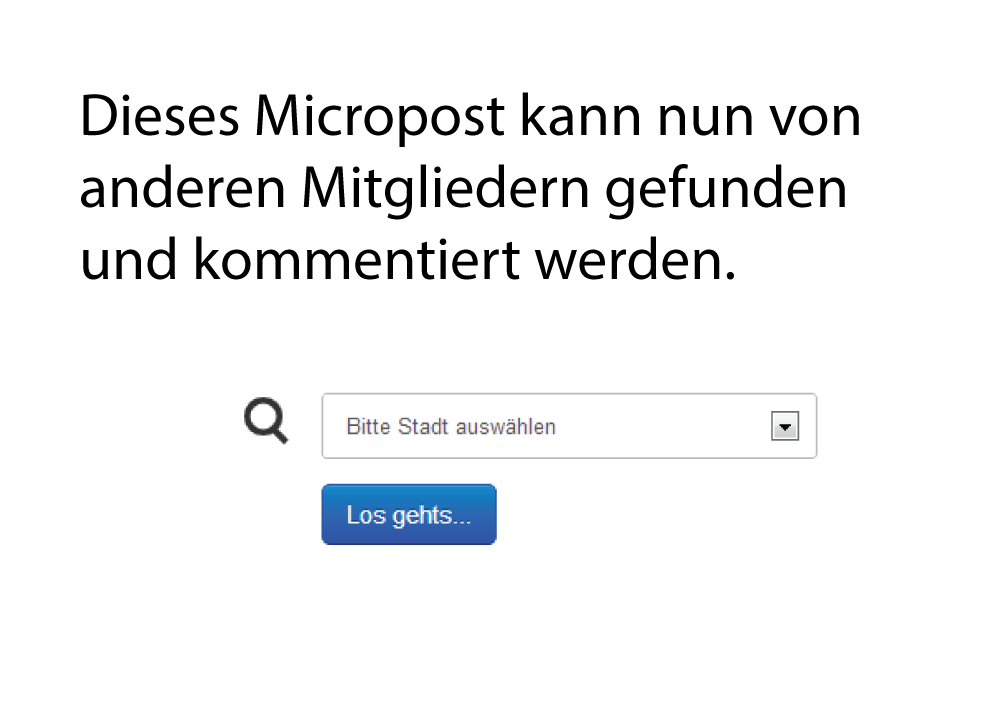 Dieses Micropost kann nun von
anderen Mitgliedern gefunden
und kommentiert werden.
Bitte Stadt auswählen
Los gehts...